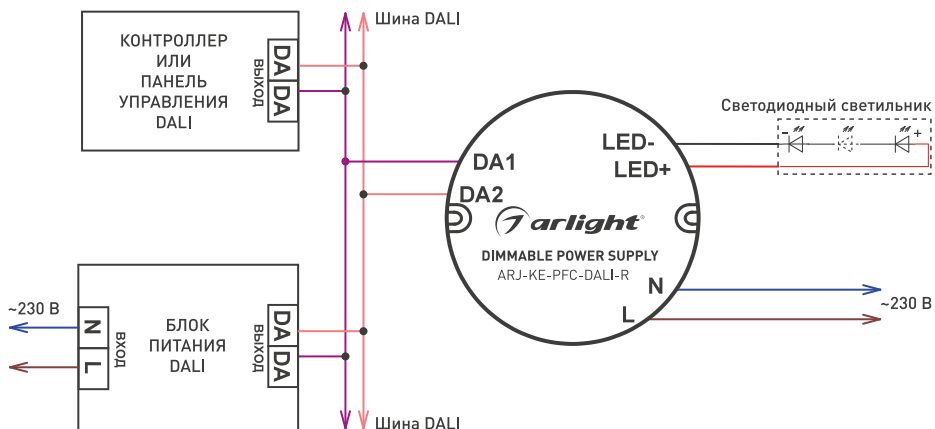 Шина DALI
КОНТРОЛЛЕР
ИЛИ
ПАНЕЛЬ
УПРАВЛЕНИЯ
DALI
ВЫХОД
DA
DA
Светодиодный светильник
-
+
LED-
LED+
DA1
DA2
arlight®
DIMMABLE POWER SUPPLY
ARJ-KE-PFC-DALI-R
N
L
~230 В
~230 В
N
L
ВХОД
БЛОК
ПИТАНИЯ
DALI
ВЫХОД
DA
DA
Шина DALI